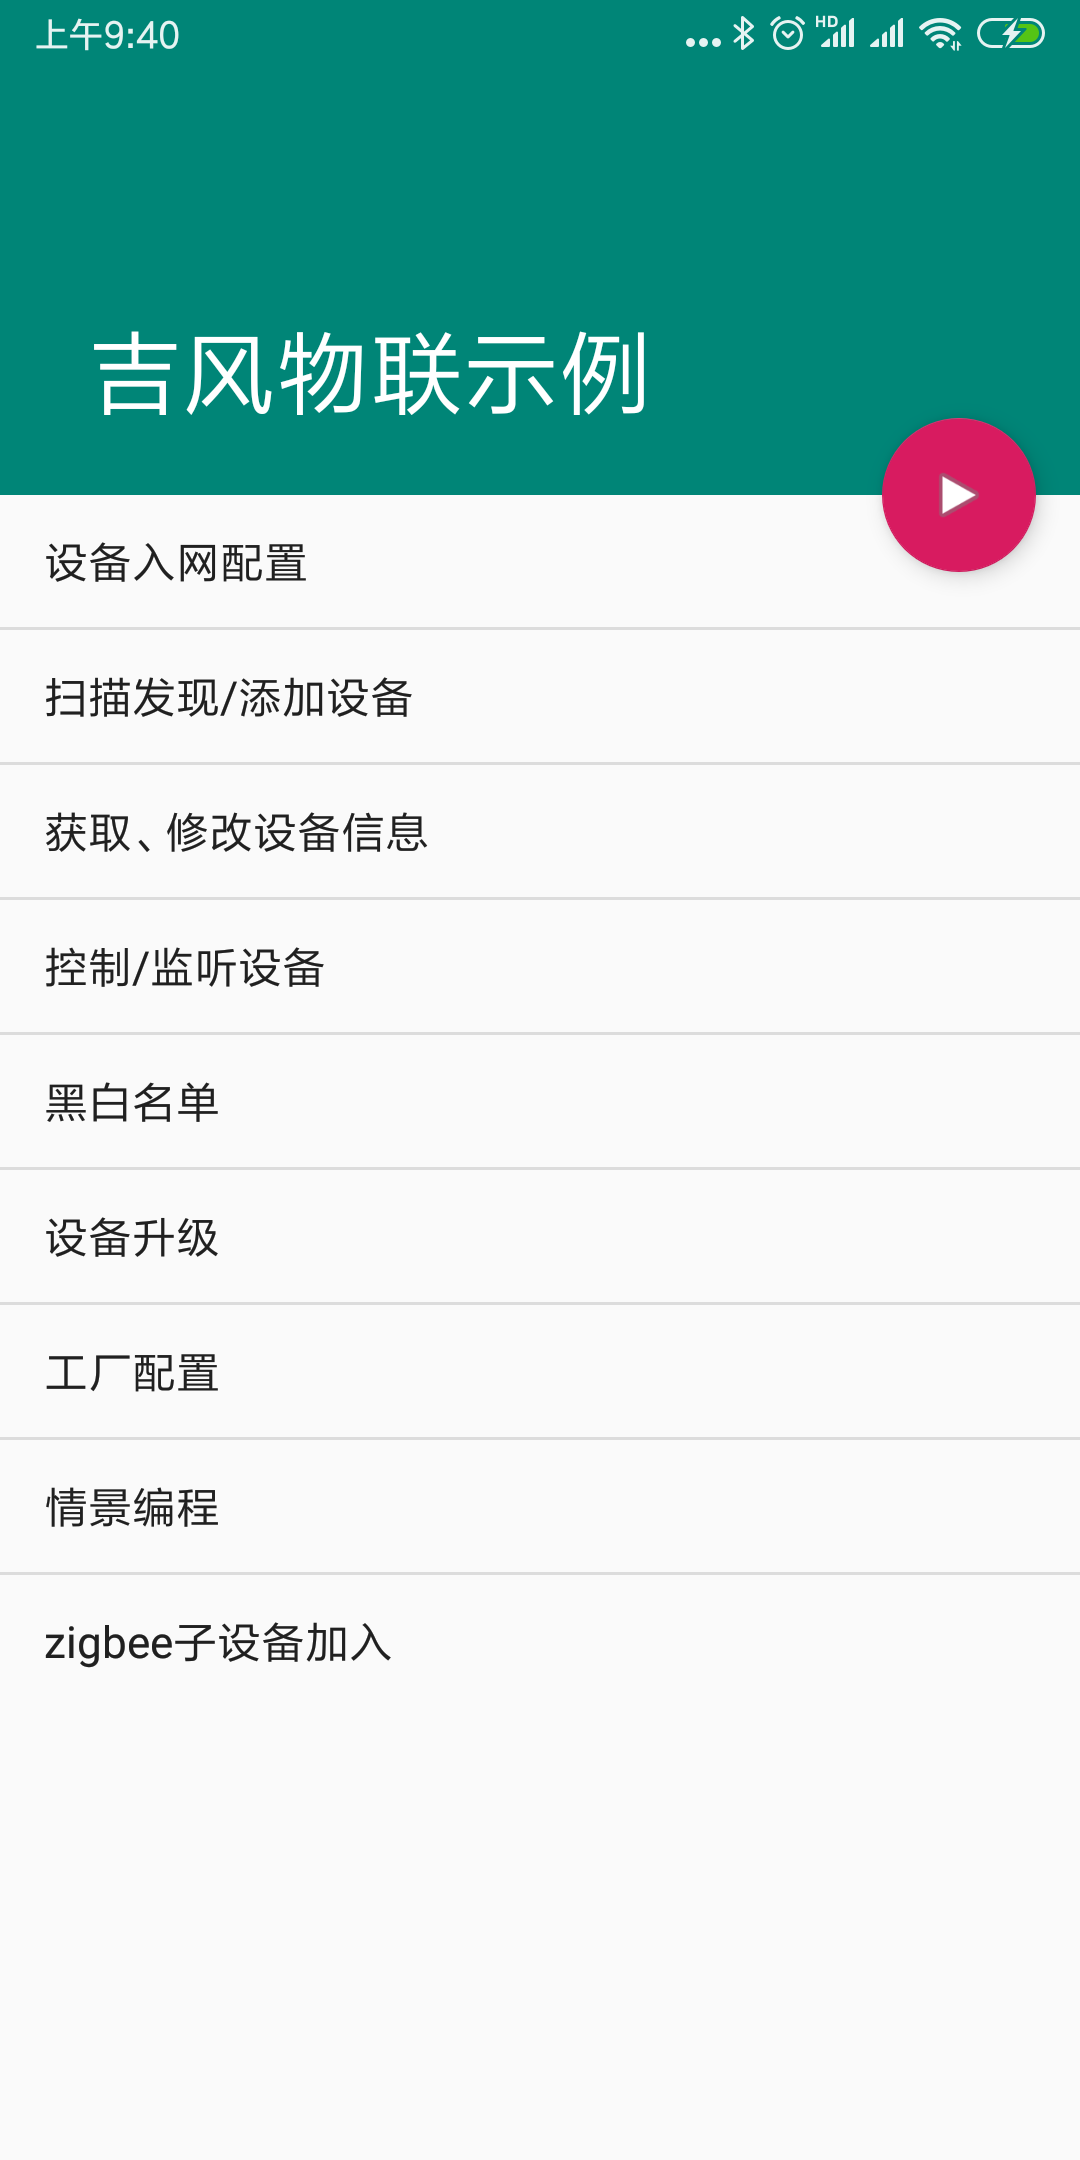 上午9:40
HD
吉风物联示例
设备入网配置
扫描发现/添加设备
获取、修改设备信息
控制/监听设备
黑白名单
设备升级
工厂配置
情景编程
zigbee子设备加入